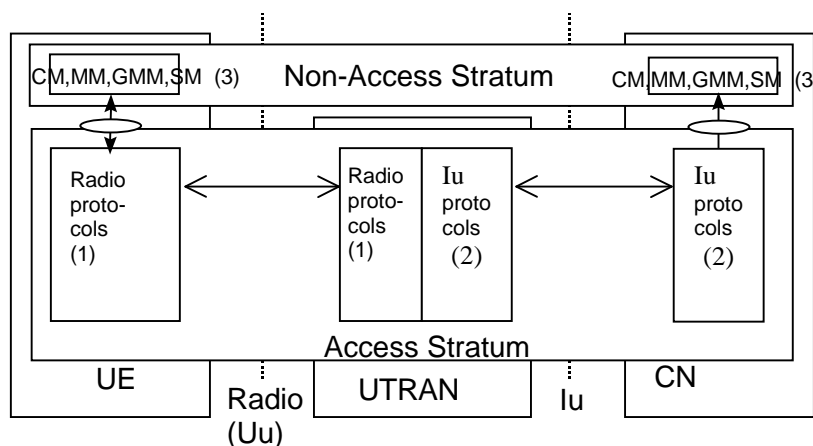 CM,MM,GMM,SM (3)
Non-Access Stratum
CM,MM,GMM,SM (3
Radio
proto-
cols
(1)
Radio
proto-
cols
(1)
Iu
proto
cols
(2)
Iu
proto
cols
(2)
Access Stratum
UE
Radio
(Uu)
UTRAN
Iu
CN